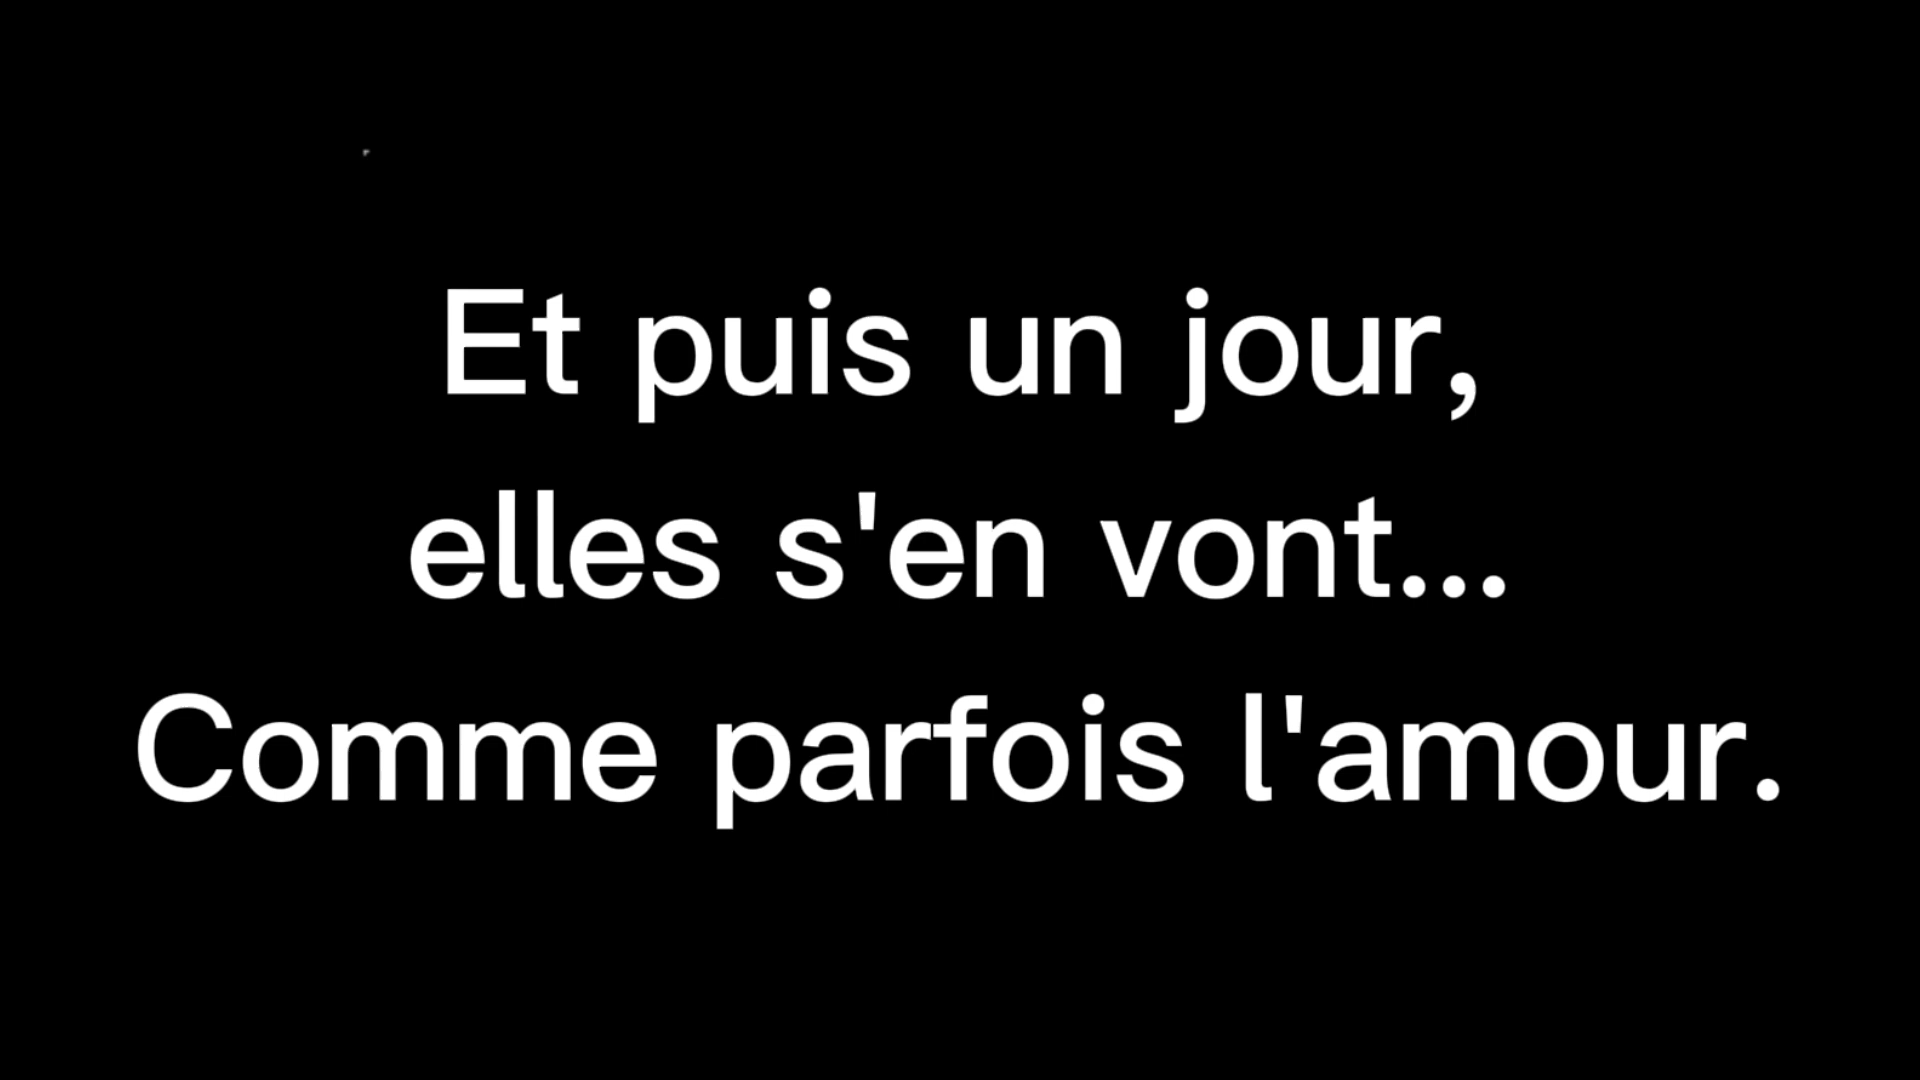 Et puis un jour,
elles s'en vont...
Comme parfois l'amour.